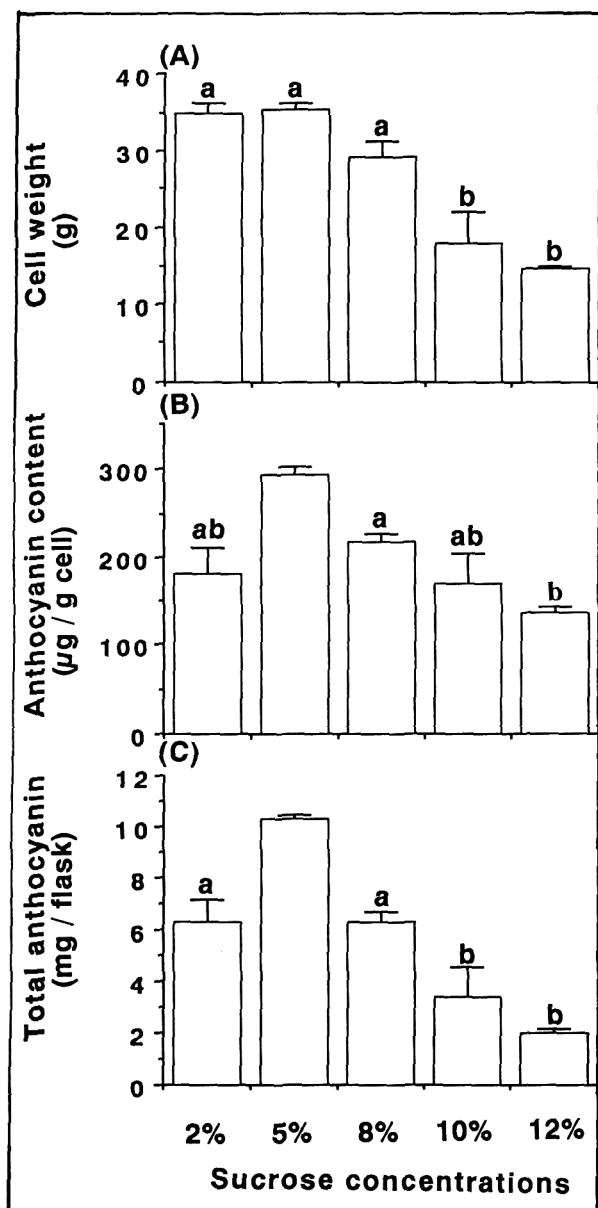 (A)
40
30
20
10
0
Cell weight
(g)
a
a
a
b
b
(B)
300
200
100
0
Anthocyanin content
(µg / g cell)
ab
a
ab
b
(C)
12
10
8
6
4
2
0
Total anthocyanin
(mg / flask)
a
a
b
b
2% 5% 8% 10% 12%
Sucrose concentrations